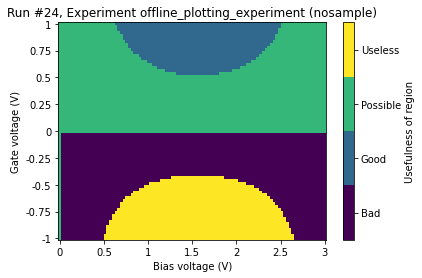 Run #24, Experiment offline_plotting_experiment (nosample)
1
0.75
0.5
0.25
0
-0.25
-0.5
-0.75
-1
Gate voltage (V)
0
0.5
1
1.5
2
2.5
3
Bias voltage (V)
Useless
Possible
Good
Bad
Usefulness of region